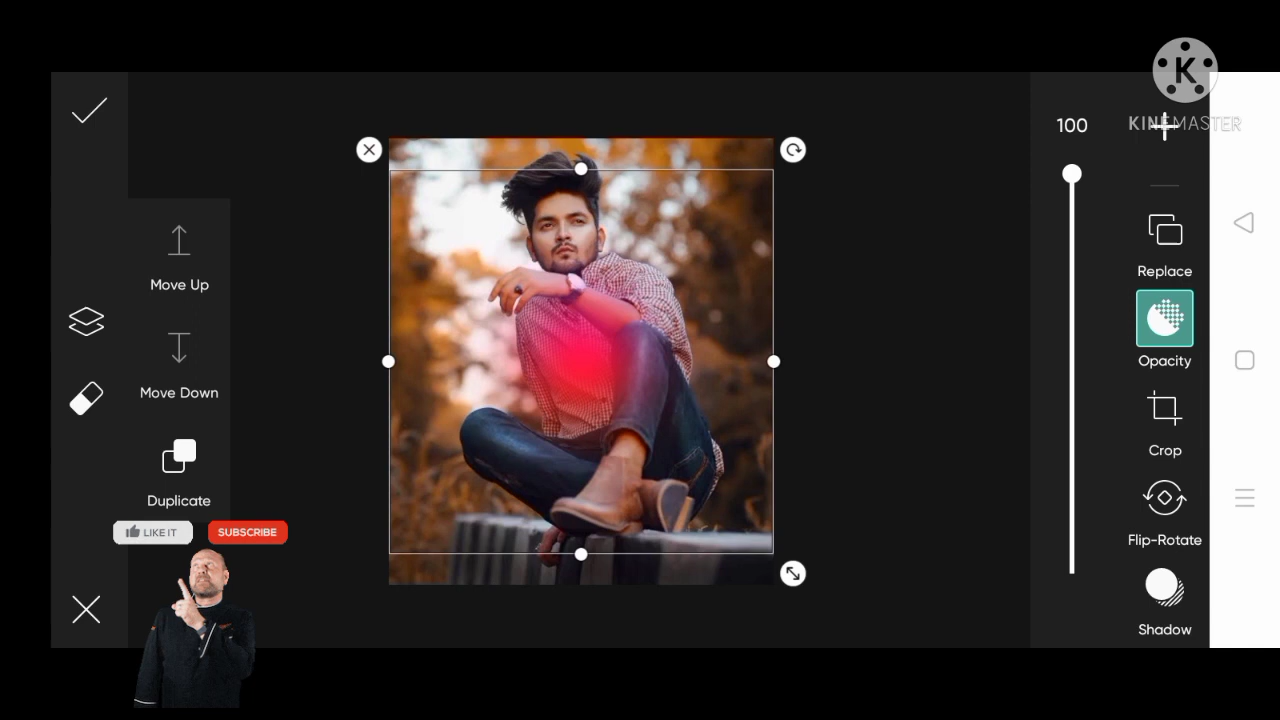 K
KINEMASTER
100
Move Up
Move Down
Duplicate
LIKE IT
SUBSCRIBE
Replace
Opacity
Crop
Flip-Rotate
Shadow